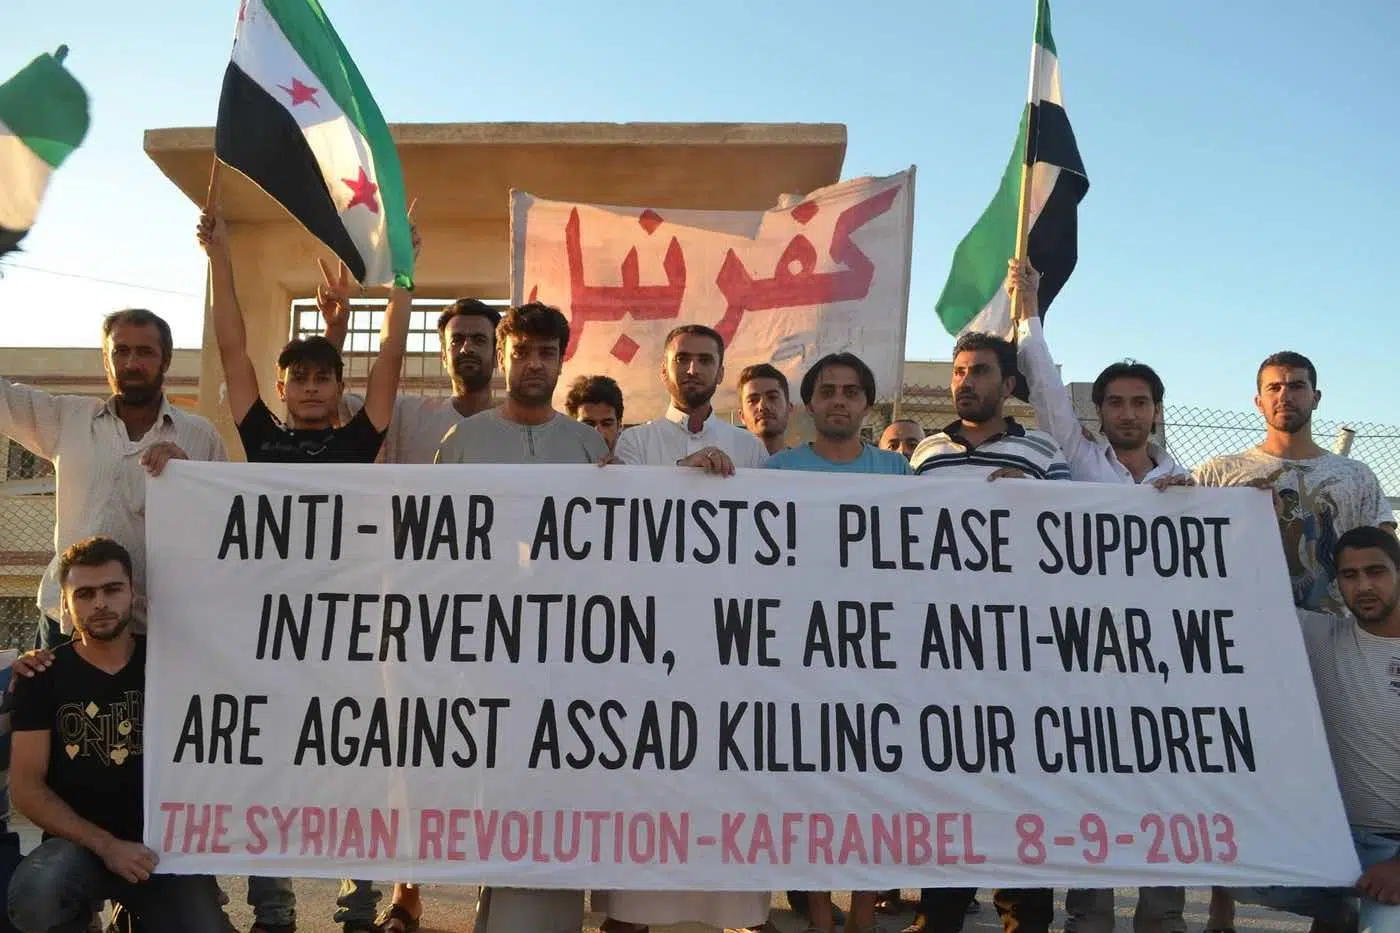 كفرنبل
ANTI-WAR ACTIVISTS! PLEASE SUPPORT
INTERVENTION, WE ARE ANTI-WAR, WE
ARE AGAINST ASSAD KILLING OUR CHILDREN
THE SYRIAN REVOLUTION-KAFRANBEL 8-9-2013